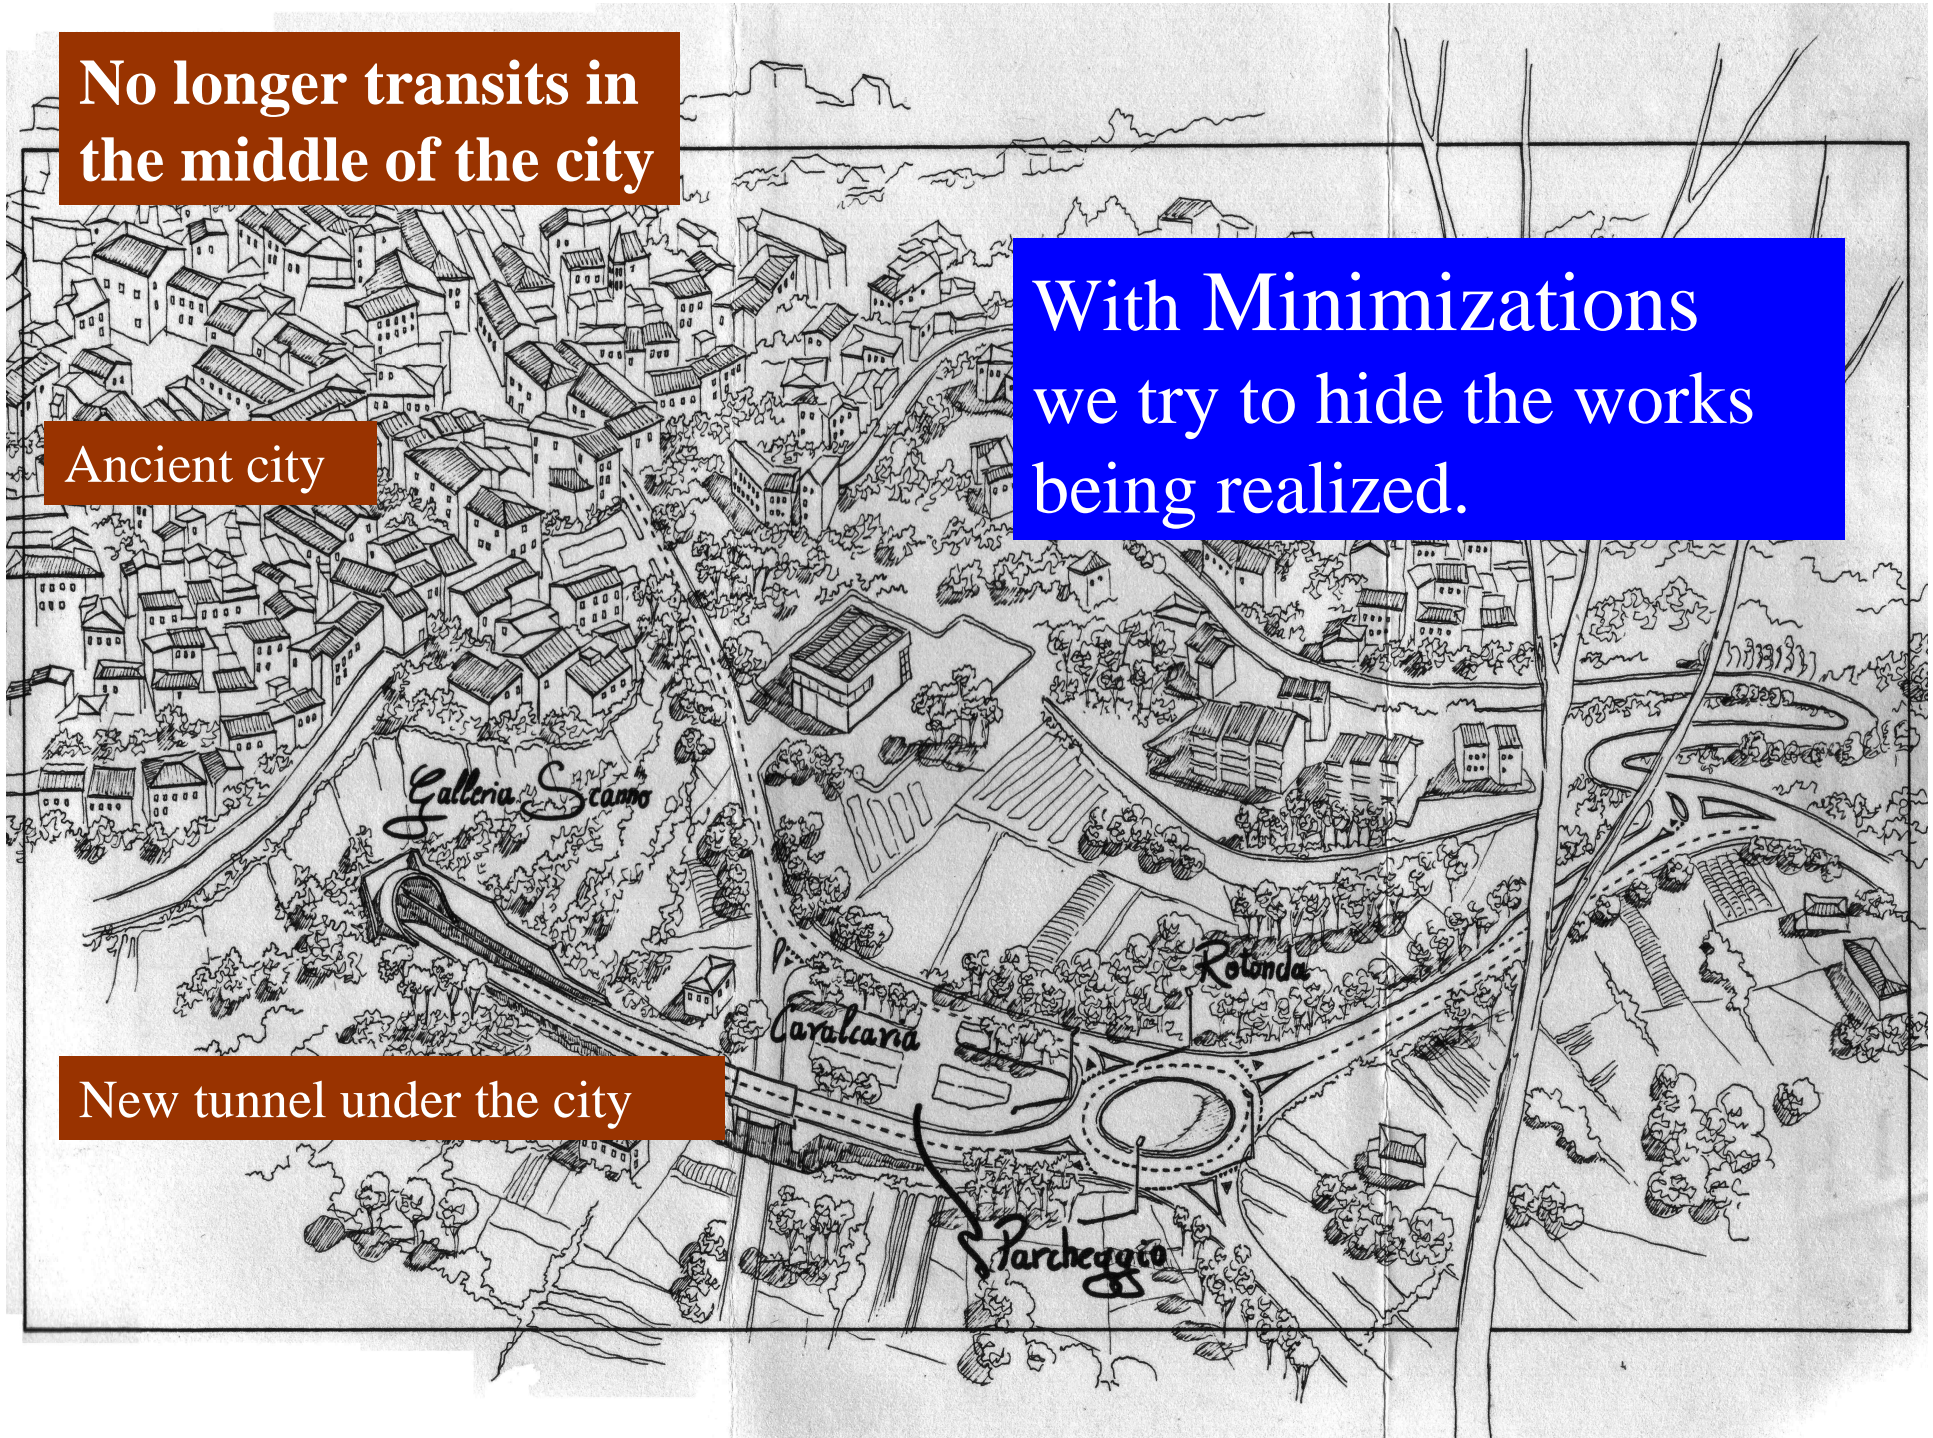 No longer transits in
the middle of the city
With Minimizations
we try to hide the works
being realized.
Ancient city
Galleria Scanno
Rotonda
Cavalcavia
New tunnel under the city
Parcheggio